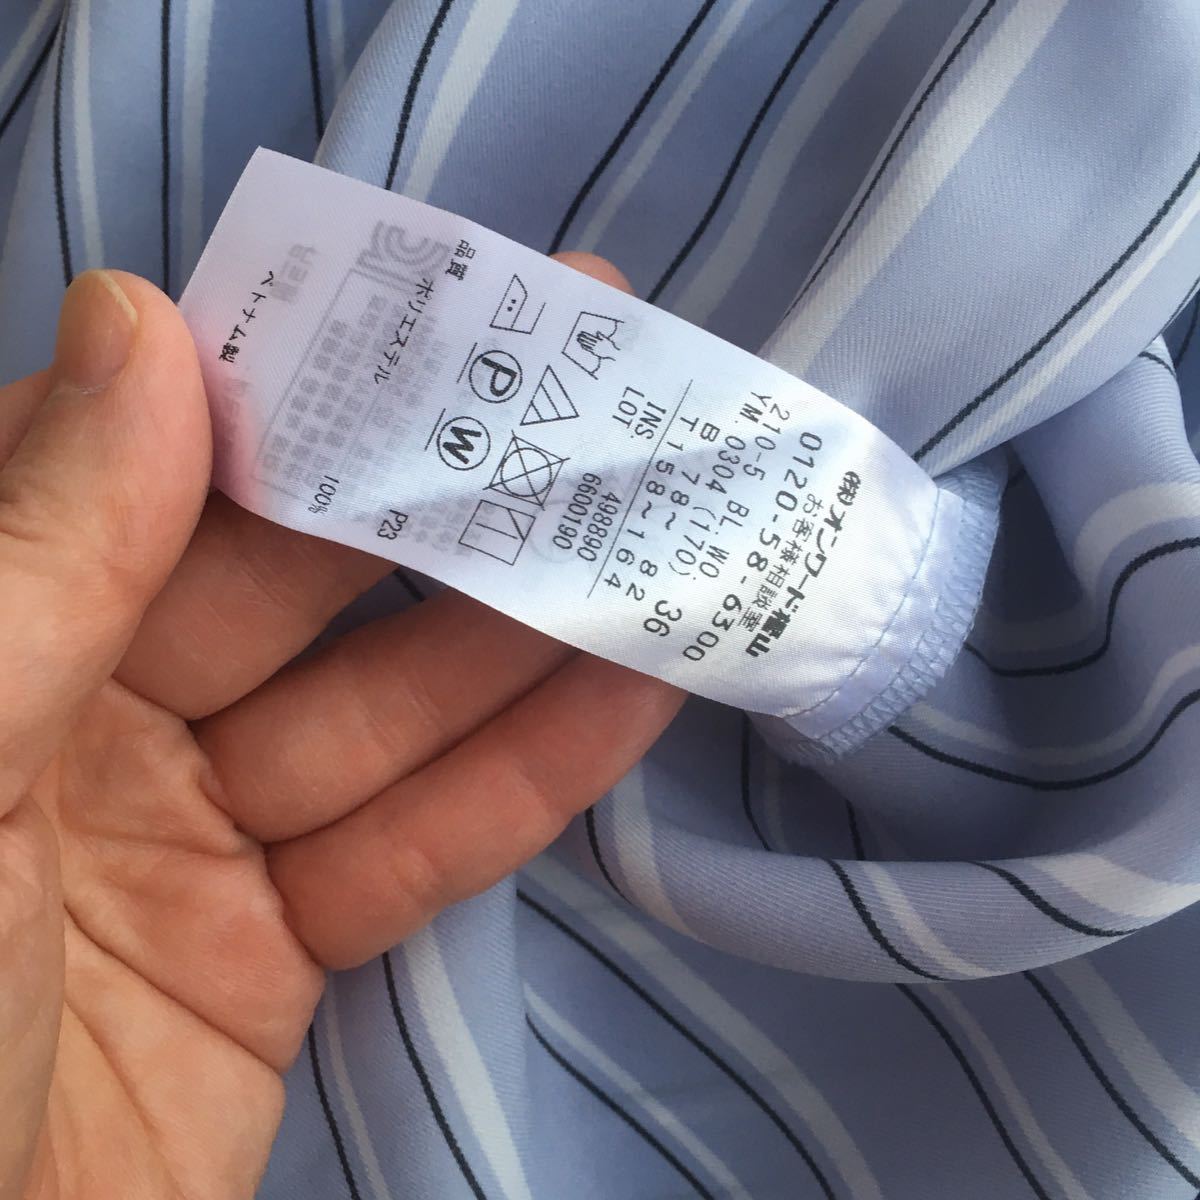 ㈱オンワード樫山
お客様相談室
0120-58-6300
210-5 BL:WO:
YM.0304(170) 36
B 78~82
T 158~164
INS. 498890
LOT 6600190
P W
品質
P23
ポリエステル 100%
ベトナム製